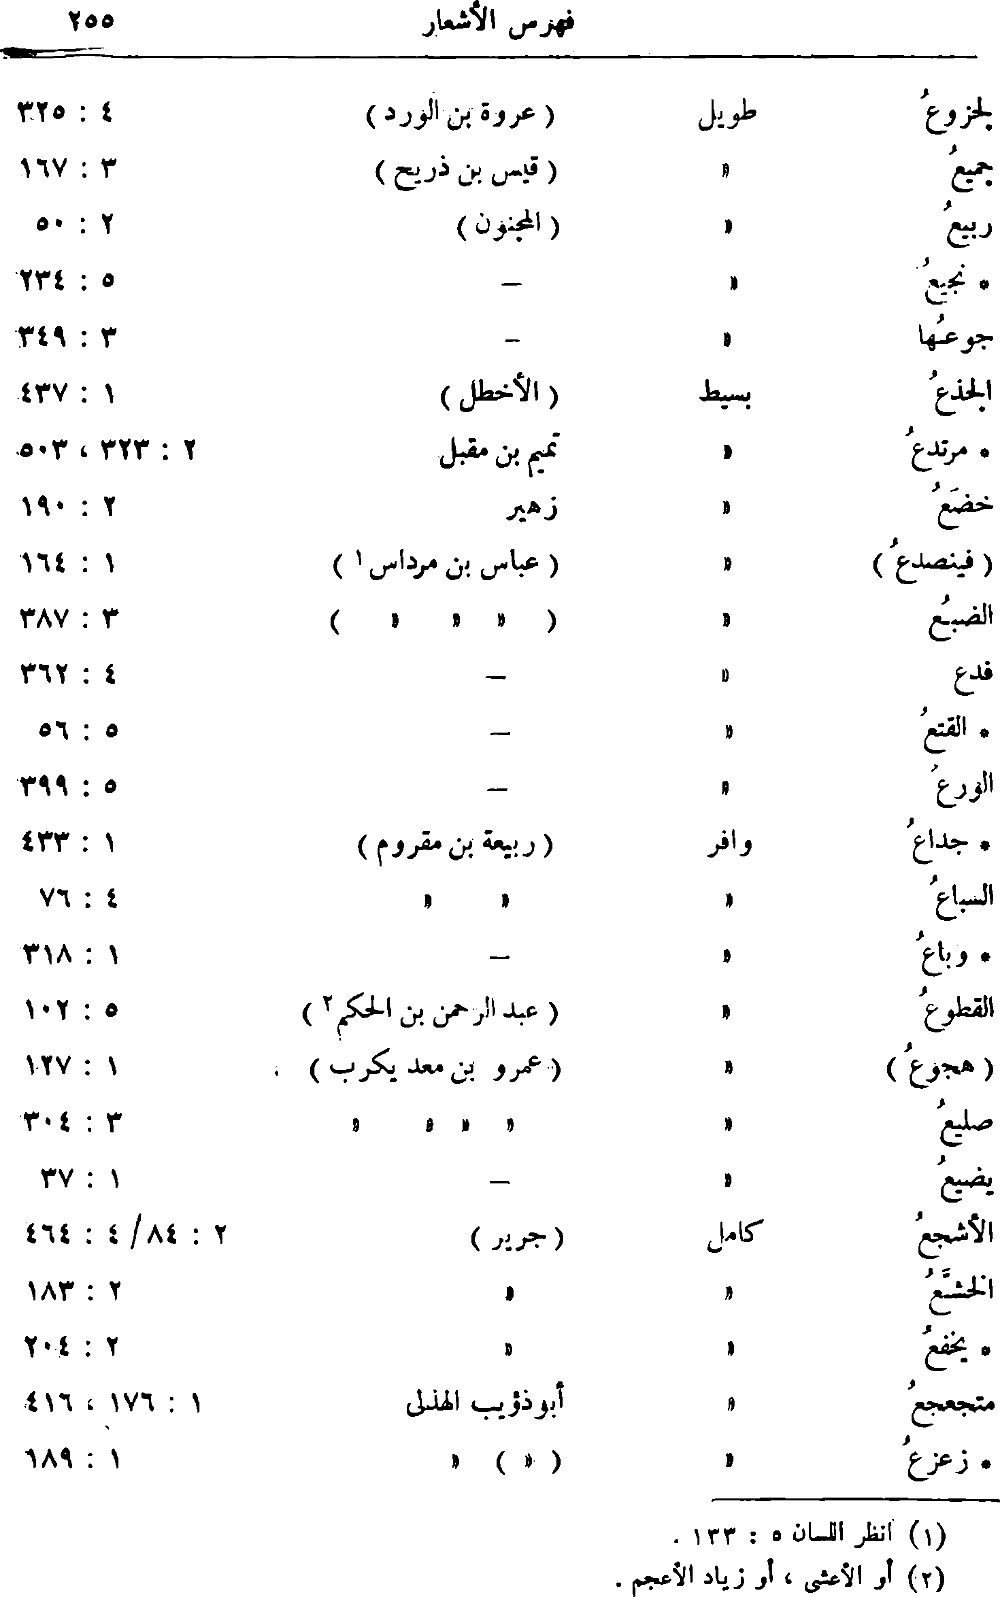 فهرس الأشعار ٢٥٥
لجزوعُ طويل ( عروة بن الورد ) ٤ : ٣٢٥
جميعُ » ( قيس بن ذريح ) ٣ : ١٦٧
ربيعُ » ( المجنون ) ٢ : ٥٠
* نجيعُ » – ٥ : ٢٣٤
جوعُها » – ٣ : ٣٤٩
الجذعُ بسيط ( الأخطل ) ١ : ٤٣٧
* مرتدعُ » تميم بن مقبل ٢ : ٣٢٣ ، ٥٠٣
خضَعُ » زهير ٢ : ١٩٠
( فينصدعُ ) » ( عباس بن مرداس ١ ) ١ : ١٦٤
الضبُع » ( » » » ) ٣ : ٣٨٧
فدع » – ٤ : ٣٦٢
* القتعُ » – ٥ : ٥٦
الورعُ » – ٥ : ٣٩٩
* جداعُ وافر ( ربيعة بن مقروم ) ١ : ٤٣٣
السباعُ » » » ٤ : ٧٦
* وباعُ » – ١ : ٣١٨
القطوعُ » ( عبد الرحمن بن الحكم ٢ ) ٥ : ١٠٢
( هجوعُ ) » ( عمرو بن معد يكرب ) ١ : ١٢٧
صليعُ » » » » » ٣ : ٣٠٤
يضيعُ » – ١ : ٣٧
الأشجعُ كامل ( جرير ) ٢ : ٨٤/ ٤ : ٤٦٤
الخشَّعُ » » ٢ : ١٨٣
* يخفعُ » » ٢ : ٢٠٤
متجعجعُ » أبو ذؤيب الهذلى ١ : ١٧٦ ، ٤١٦
* زعزعُ » ( » ) » ١ : ١٨٩
(١) انظر اللسان ٥ : ١٣٣ .
(٢) أو الأعشى ، أو زياد الأعجم .